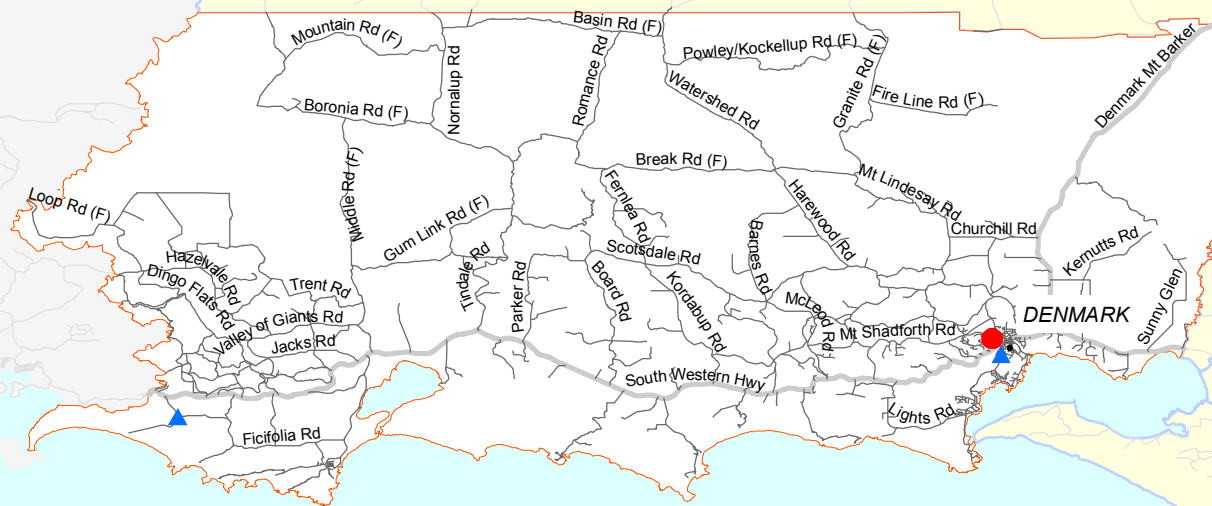 Basin Rd (F)
Mountain Rd (F)
Powley/Kockellup Rd (F)
Denmark Mt Barker
Nornalup Rd
Romance Rd
Watershed Rd
Granite Rd (F)
Fire Line Rd (F)
Boronia Rd (F)
Middle Rd (F)
Break Rd (F)
Mt Lindesay Rd
Loop Rd (F)
Gum Link Rd (F)
Fernlea Rd
Harewood Rd
Churchill Rd
Barnes Rd
Kernutts Rd
Hazelvale Rd
Scotsdale Rd
Dingo Flats Rd
Trent Rd
Tindale Rd
Parker Rd
Board Rd
Kordabup Rd
McLeod Rd
Sunny Glen
DENMARK
Valley of Giants Rd
Mt Shadforth Rd
Jacks Rd
South Western Hwy
Lights Rd
Ficifolia Rd